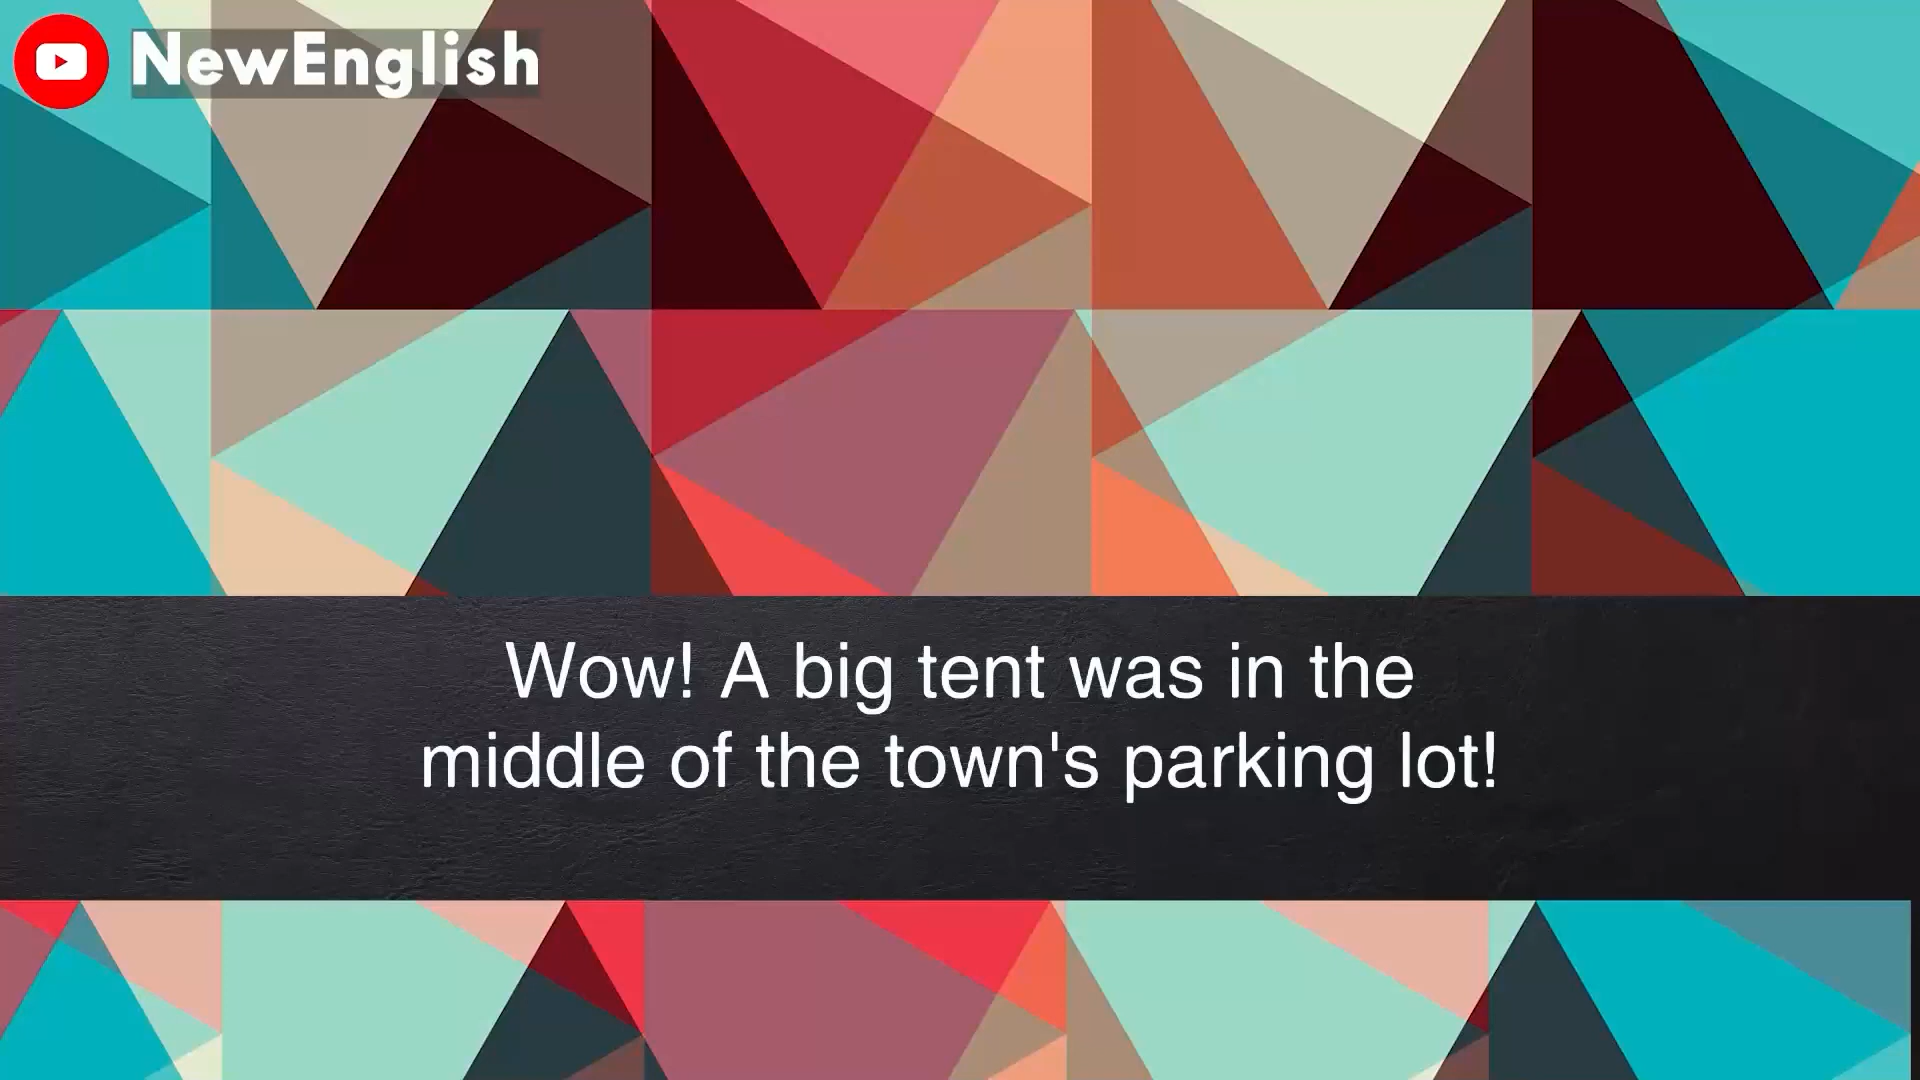 NewEnglish
Wow! A big tent was in the
middle of the town's parking lot!